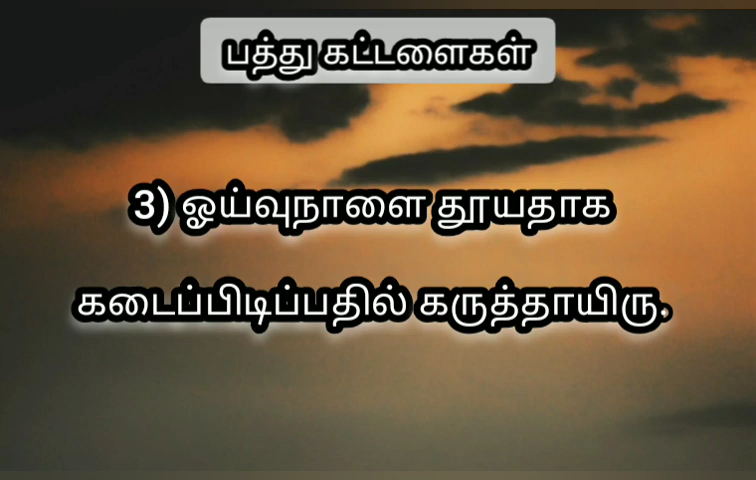 பத்து கட்டளைகள்
3) ஓய்வுநாளை தூயதாக
கடைப்பிடிப்பதில் கருத்தாயிரு.